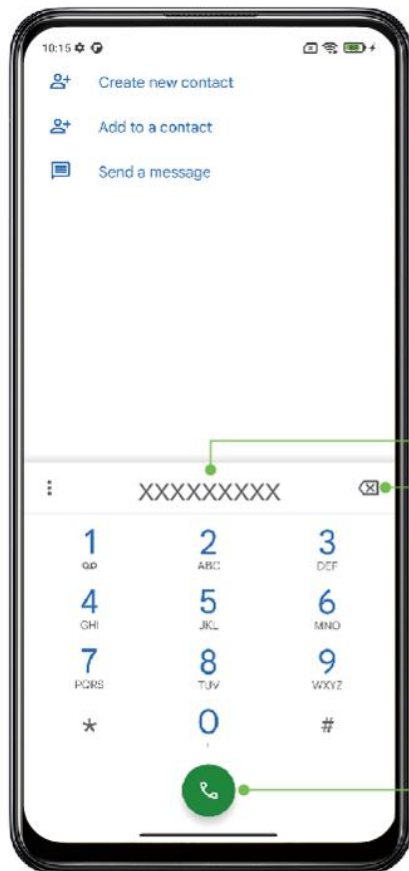 10:15
Create new contact
Add to a contact
Send a message
XXXXXXXXX
1 2 3
ABC DEF
4 5 6
GHI JKL MNO
7 8 9
PQRS TUV WXYZ
* 0 #